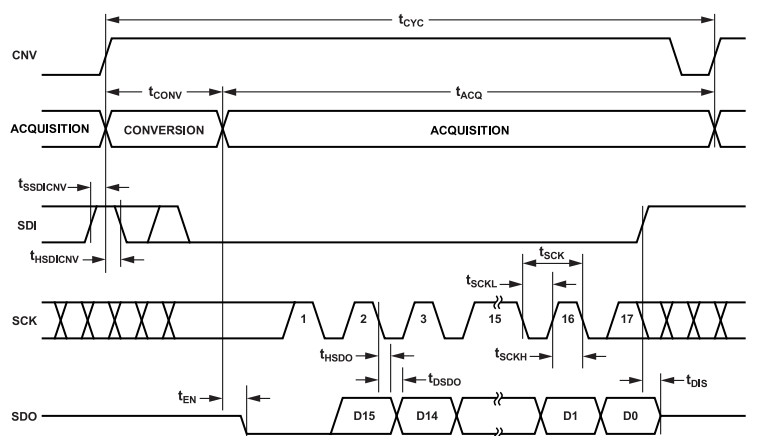 tCYC
CNV
tCONV tACQ
ACQUISITION CONVERSION ACQUISITION
tSSDICNV
SDI
tHSDICNV
tSCK
tSCKL
SCK 1 2 3 15 16 17
tHSDO tSCKH
tDSDO
tEN tDIS
SDO D15 D14 D1 D0